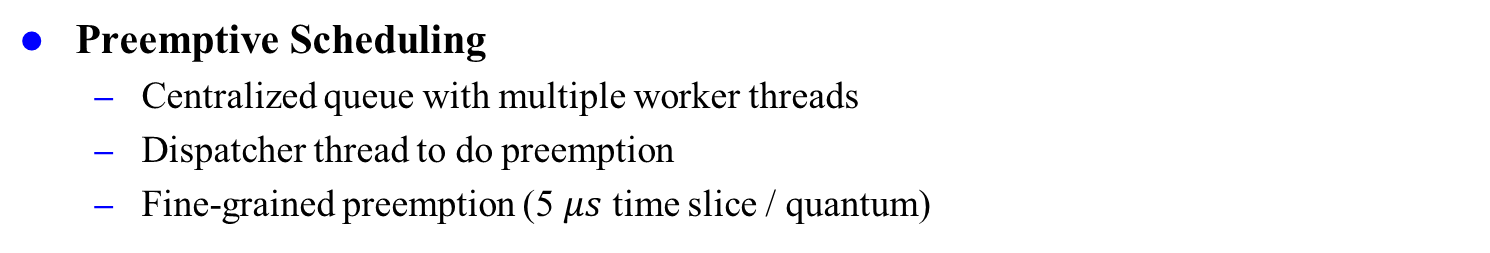 ● Preemptive Scheduling
– Centralized queue with multiple worker threads
– Dispatcher thread to do preemption
– Fine-grained preemption (5 μs time slice / quantum)